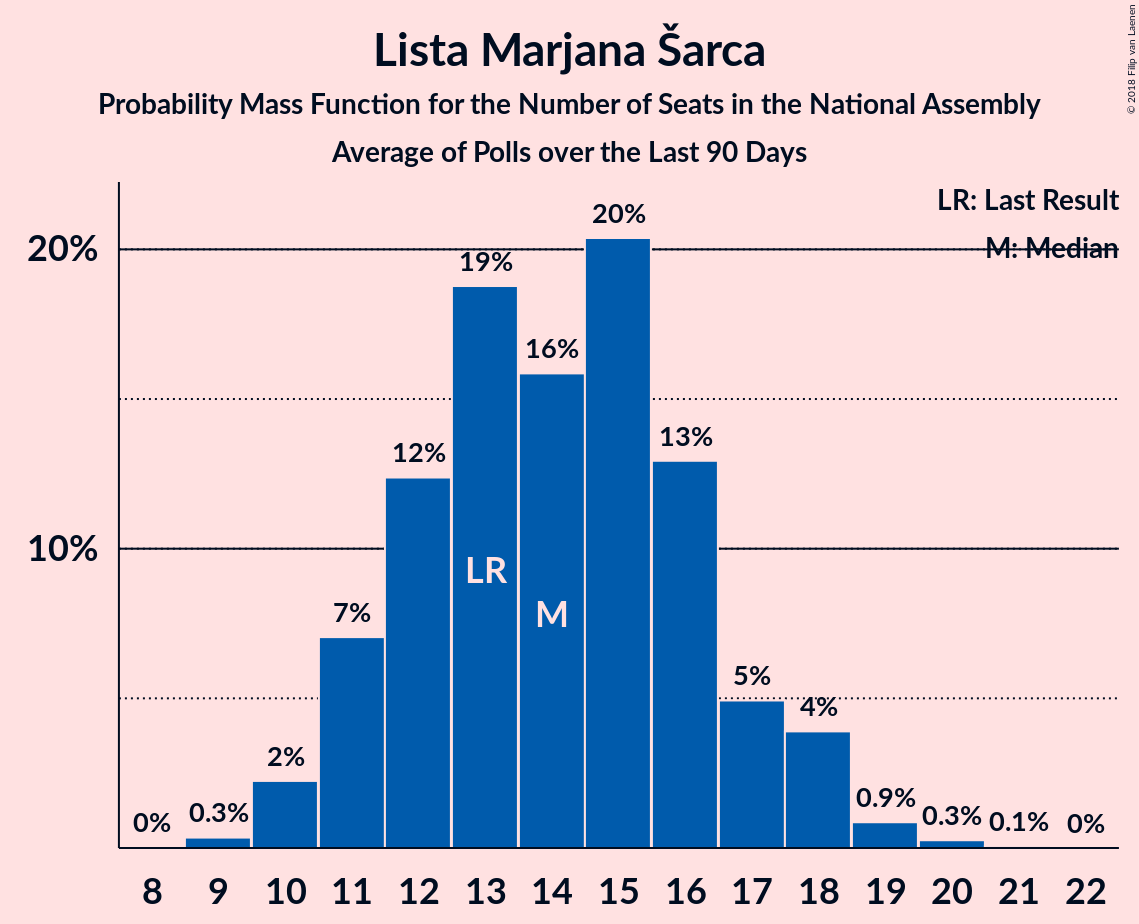 Lista Marjana Šarca
Probability Mass Function for the Number of Seats in the National Assembly
Average of Polls over the Last 90 Days
© 2018 Filip van Laenen
LR: Last Result
M: Median
20%
10%
0%
0.3%
2%
7%
12%
19%
16%
20%
13%
5%
4%
0.9%
0.3%
0.1%
0%
LR
M
8 9 10 11 12 13 14 15 16 17 18 19 20 21 22